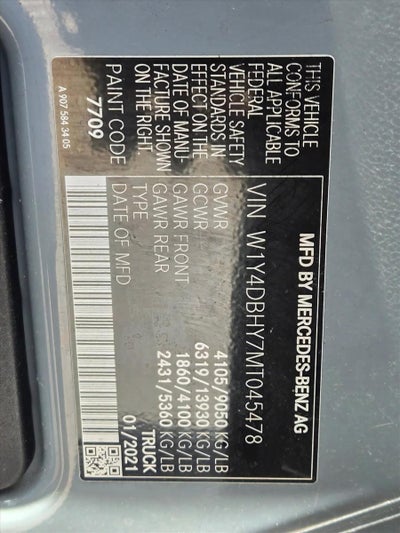 MFD BY MERCEDES-BENZ AG
VIN W1Y4DBHY7MT045478
GVWR 4105/9050 KG/LB
GCWR 6319/13930 KG/LB
GAWR FRONT 1860/4100 KG/LB
GAWR REAR 2431/5360 KG/LB
TYPE TRUCK
DATE OF MFD 01/2021
THIS VEHICLE
CONFORMS TO
ALL APPLICABLE
FEDERAL
VEHICLE SAFETY
STANDARDS IN
EFFECT ON THE
DATE OF MANU-
FACTURE SHOWN
ON THE RIGHT.
PAINT CODE
7709
A 907 584 34 05